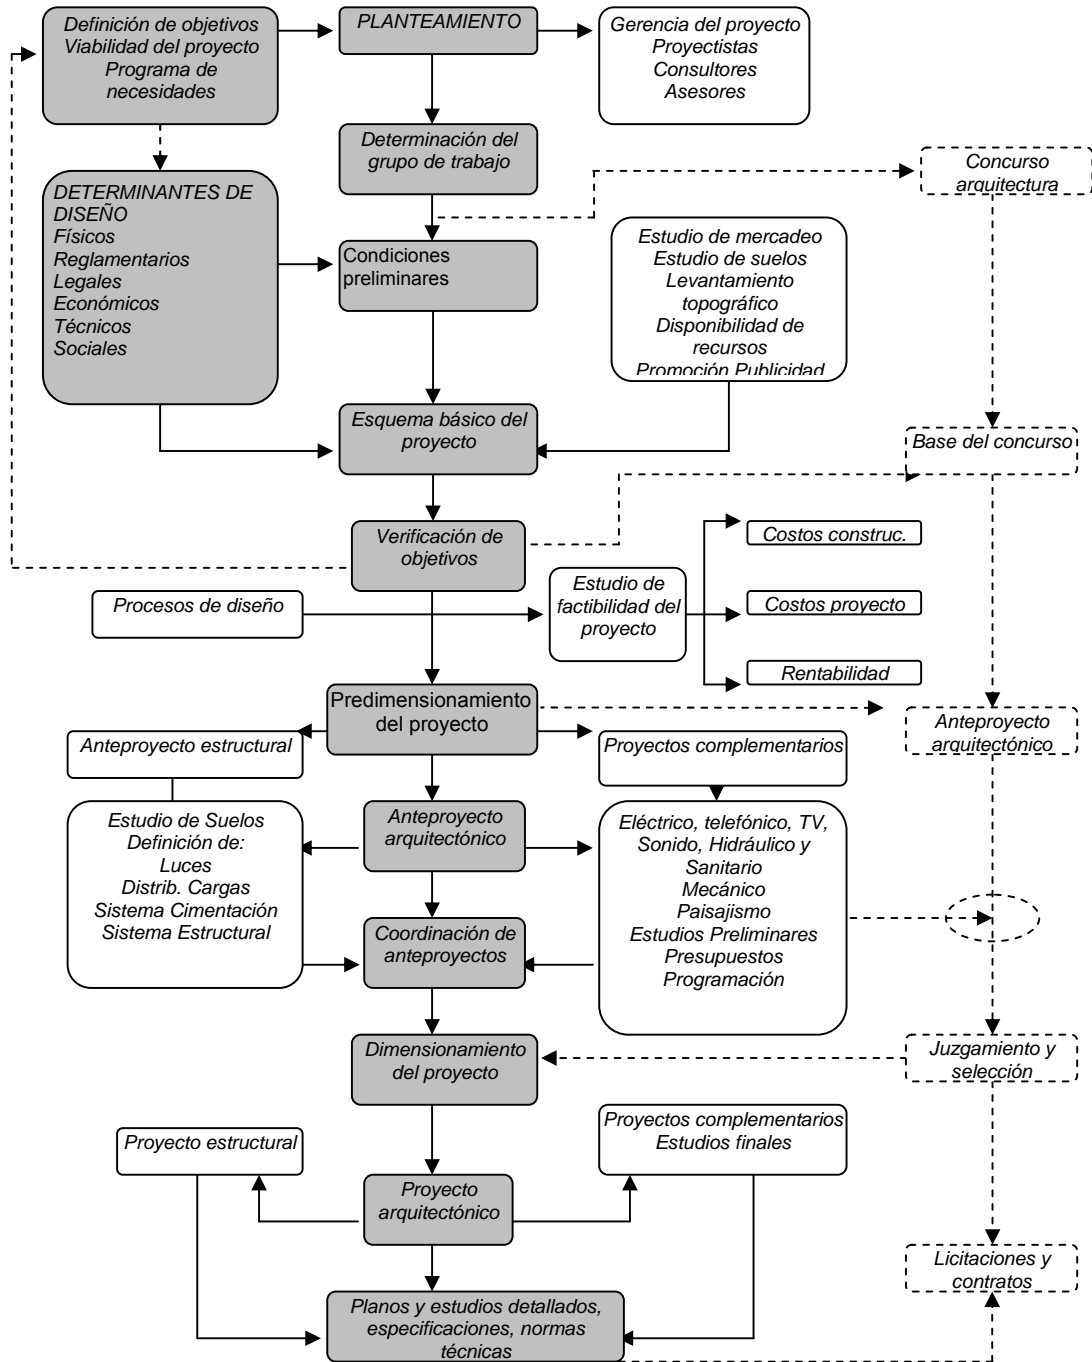 Definición de objetivos
Viabilidad del proyecto
Programa de
necesidades
PLANTEAMIENTO
Gerencia del proyecto
Proyectistas
Consultores
Asesores
Determinación del
grupo de trabajo
Concurso
arquitectura
DETERMINANTES DE
DISEÑO
Físicos
Reglamentarios
Legales
Económicos
Técnicos
Sociales
Condiciones
preliminares
Estudio de mercadeo
Estudio de suelos
Levantamiento
topográfico
Disponibilidad de
recursos
Promoción Publicidad
Esquema básico del
proyecto
Base del concurso
Verificación de
objetivos
Costos construc.
Procesos de diseño
Estudio de
factibilidad del
proyecto
Costos proyecto
Rentabilidad
Predimensionamiento
del proyecto
Anteproyecto
arquitectónico
Anteproyecto estructural
Proyectos complementarios
Estudio de Suelos
Definición de:
Luces
Distrib. Cargas
Sistema Cimentación
Sistema Estructural
Anteproyecto
arquitectónico
Eléctrico, telefónico, TV,
Sonido, Hidráulico y
Sanitario
Mecánico
Paisajismo
Estudios Preliminares
Presupuestos
Programación
Coordinación de
anteproyectos
Dimensionamiento
del proyecto
Juzgamiento y
selección
Proyecto estructural
Proyectos complementarios
Estudios finales
Proyecto
arquitectónico
Licitaciones y
contratos
Planos y estudios detallados,
especificaciones, normas
técnicas